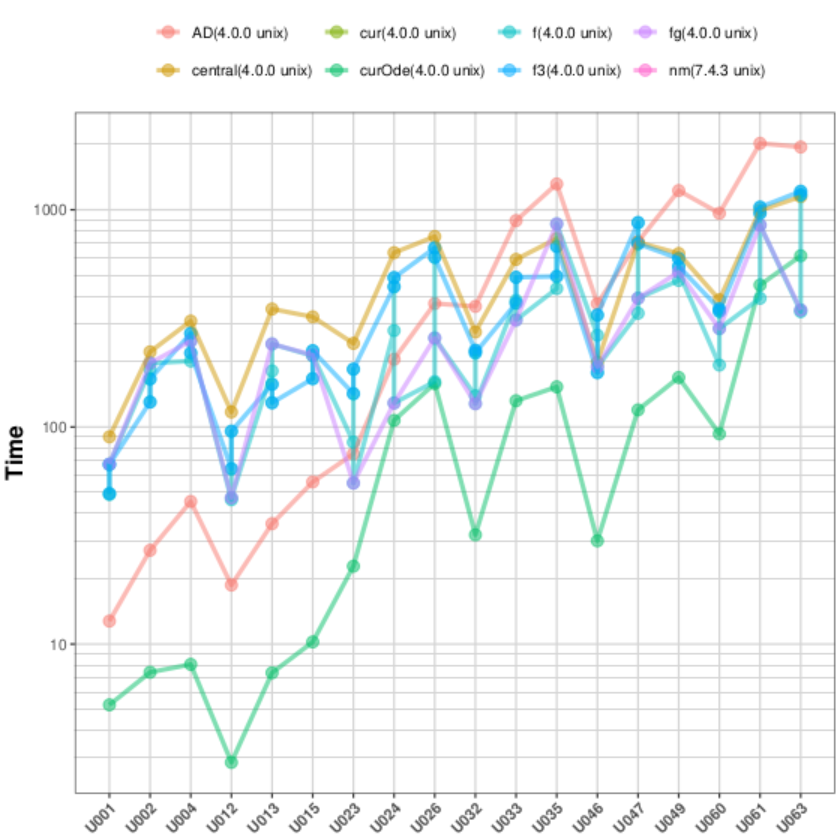 AD(4.0.0 unix) cur(4.0.0 unix) f(4.0.0 unix) fg(4.0.0 unix)
central(4.0.0 unix) curOde(4.0.0 unix) f3(4.0.0 unix) nm(7.4.3 unix)
1000
100
10
Time
U001 U002 U004 U012 U013 U015 U023 U024 U026 U032 U033 U035 U046 U047 U049 U060 U061 U063